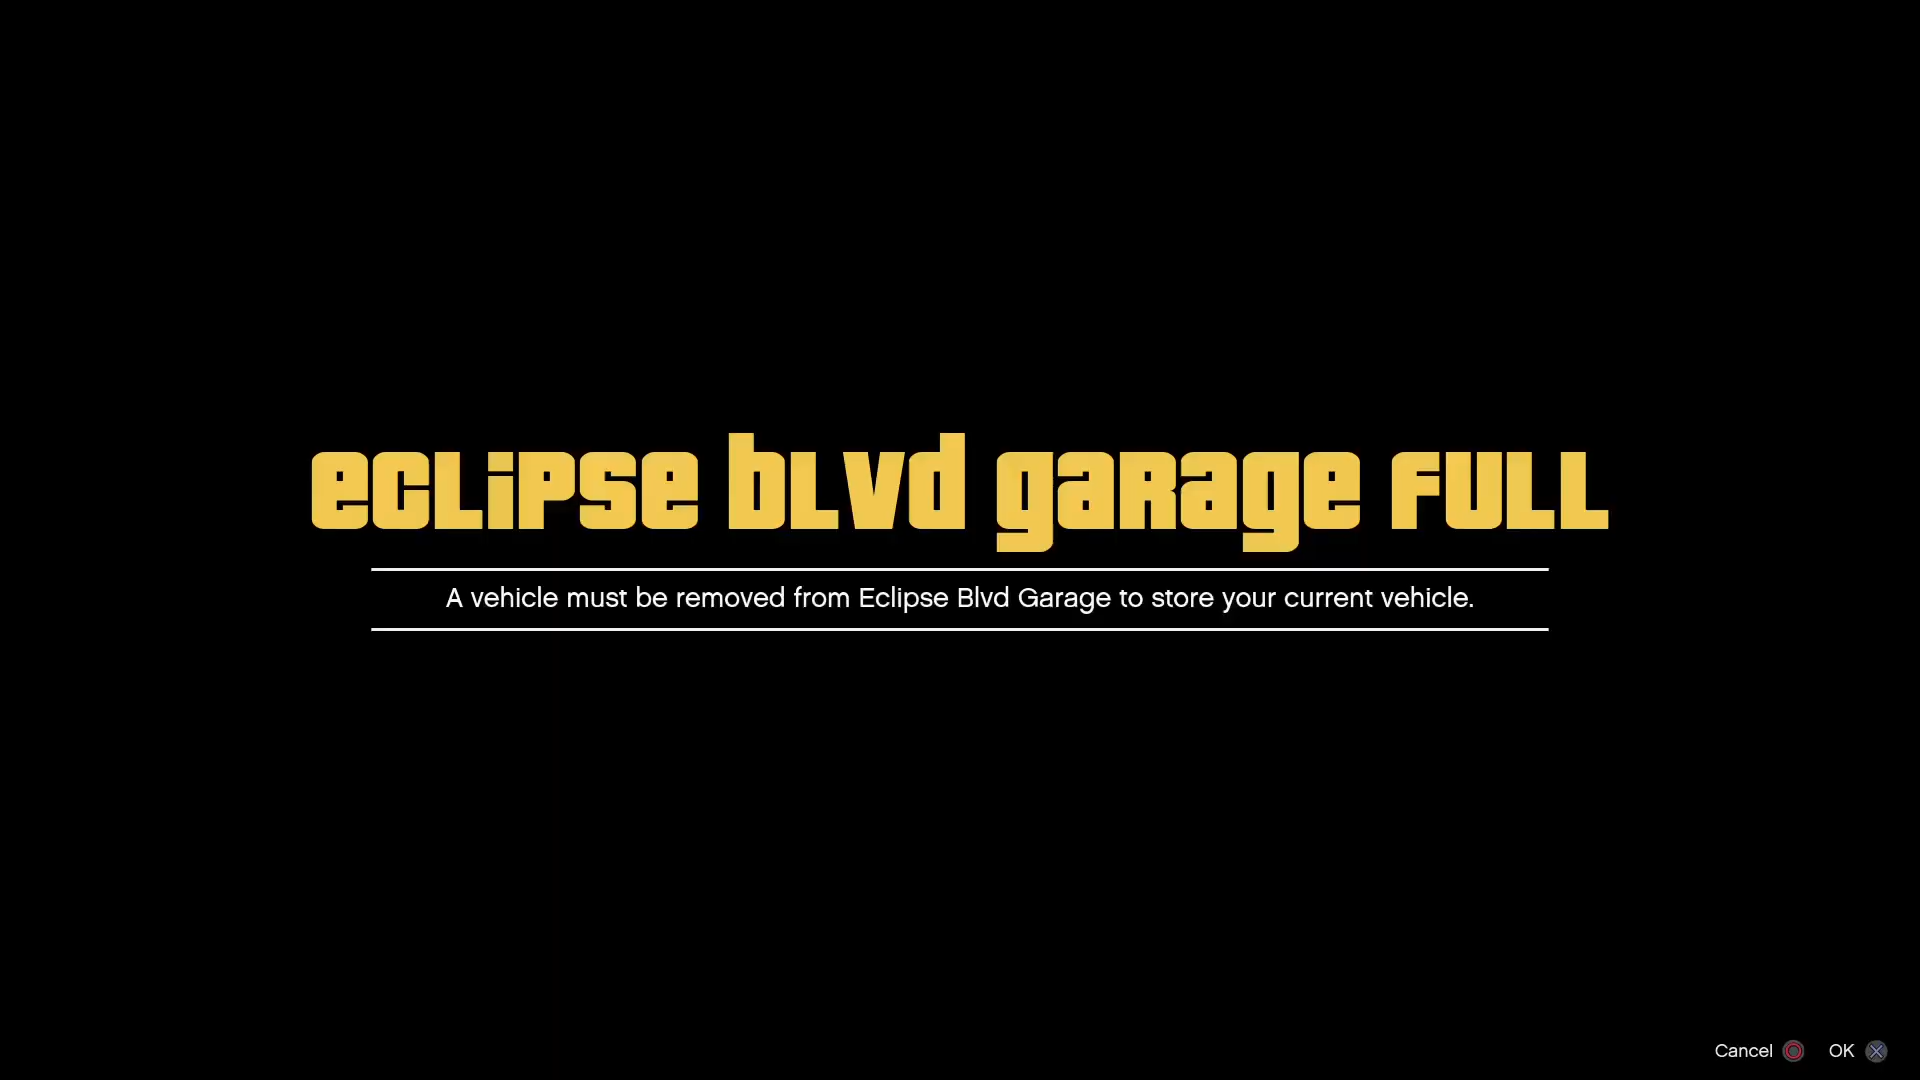 eclipse blvd garage full
A vehicle must be removed from Eclipse Blvd Garage to store your current vehicle.
Cancel OK